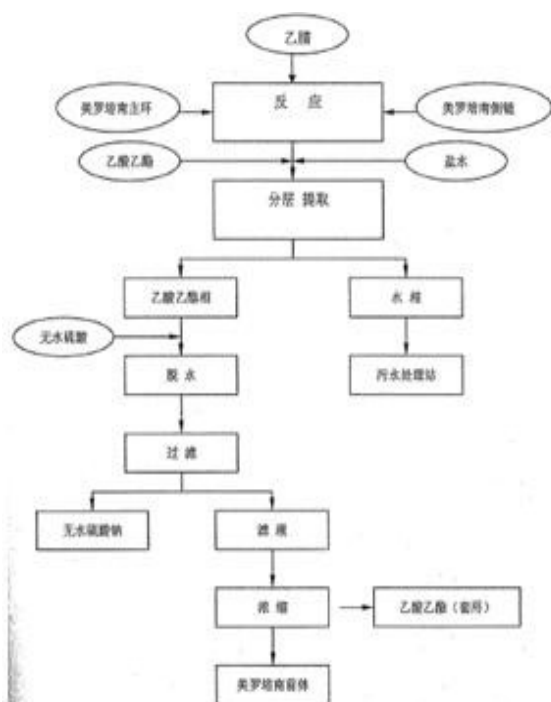 乙腈
反 应
美罗培南主环
美罗培南侧链
乙酸乙酯
盐水
分层 提取
乙酸乙酯相
水 相
无水硫酸
脱 水
污水处理站
过 滤
无水硫酸钠
滤 液
浓 缩
乙酸乙酯（套用）
美罗培南前体